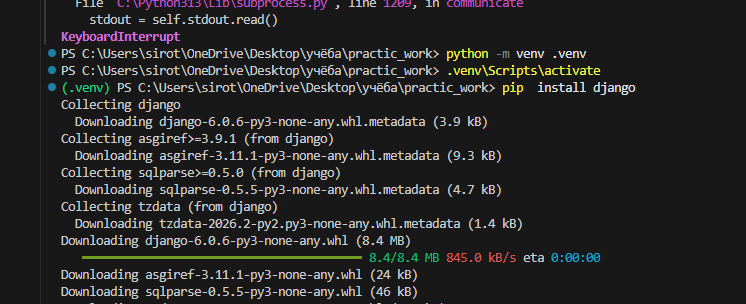 File "C:\Python313\Lib\subprocess.py", line 1209, in communicate
stdout = self.stdout.read()
KeyboardInterrupt
PS C:\Users\sirot\OneDrive\Desktop\учёба\practic_work> python -m venv .venv
PS C:\Users\sirot\OneDrive\Desktop\учёба\practic_work> .venv\Scripts\activate
(.venv) PS C:\Users\sirot\OneDrive\Desktop\учёба\practic_work> pip  install django
Collecting django
Downloading django-6.0.6-py3-none-any.whl.metadata (3.9 kB)
Collecting asgiref>=3.9.1 (from django)
Downloading asgiref-3.11.1-py3-none-any.whl.metadata (9.3 kB)
Collecting sqlparse>=0.5.0 (from django)
Downloading sqlparse-0.5.5-py3-none-any.whl.metadata (4.7 kB)
Collecting tzdata (from django)
Downloading tzdata-2026.2-py2.py3-none-any.whl.metadata (1.4 kB)
Downloading django-6.0.6-py3-none-any.whl (8.4 MB)
8.4/8.4 MB 845.0 kB/s eta 0:00:00
Downloading asgiref-3.11.1-py3-none-any.whl (24 kB)
Downloading sqlparse-0.5.5-py3-none-any.whl (46 kB)